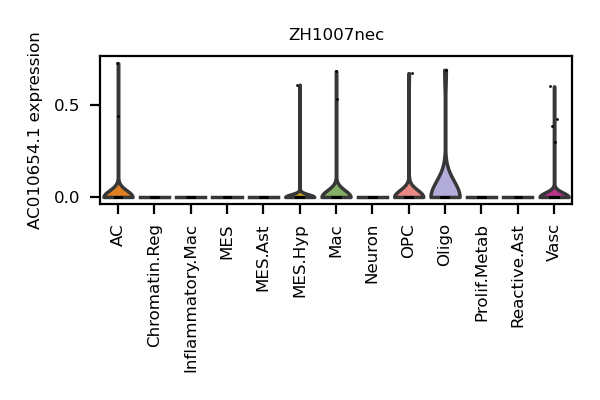 ZH1007nec
AC010654.1 expression
0.5
0.0
AC
Chromatin.Reg
Inflammatory.Mac
MES
MES.Ast
MES.Hyp
Mac
Neuron
OPC
Oligo
Prolif.Metab
Reactive.Ast
Vasc